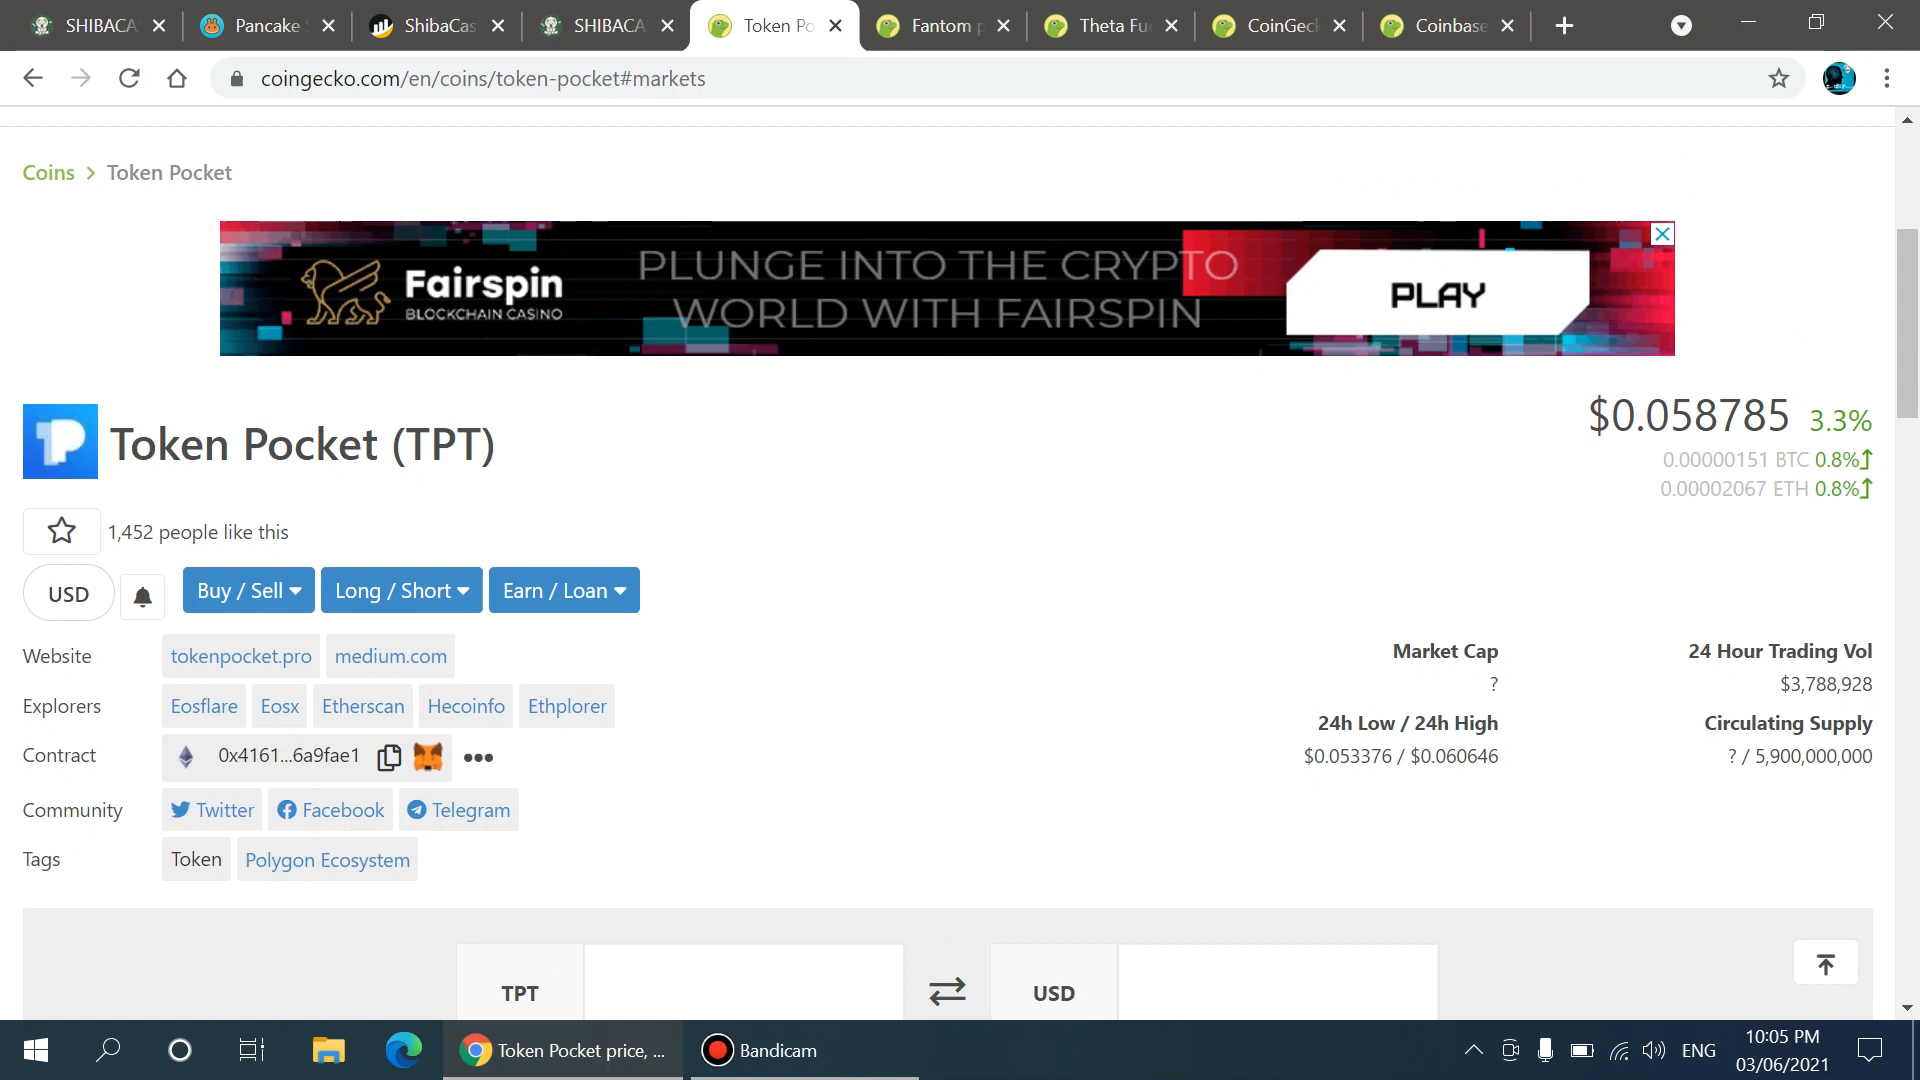 SHIBACA
Pancake S
ShibaCas
SHIBACA
Token Po
Fantom p
Theta Fu
CoinGeck
Coinbase
coingecko.com/en/coins/token-pocket#markets
Coins > Token Pocket
Fairspin
BLOCKCHAIN CASINO
PLUNGE INTO THE CRYPTO
WORLD WITH FAIRSPIN
PLAY
Token Pocket (TPT)
$0.058785 3.3%
0.00000151 BTC 0.8%
0.00002067 ETH 0.8%
1,452 people like this
USD
Buy / Sell
Long / Short
Earn / Loan
Website tokenpocket.pro medium.com
Explorers Eosflare Eosx Etherscan Hecoinfo Ethplorer
Contract 0x4161...6a9fae1
Community Twitter Facebook Telegram
Tags Token Polygon Ecosystem
Market Cap
?
24 Hour Trading Vol
$3,788,928
24h Low / 24h High
$0.053376 / $0.060646
Circulating Supply
? / 5,900,000,000
TPT
USD
Token Pocket price, ...
Bandicam
ENG
10:05 PM
03/06/2021